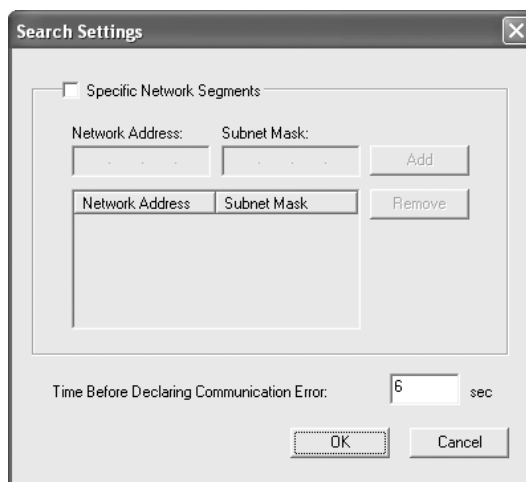 Search Settings
Specific Network Segments
Network Address: Subnet Mask:
Add
Network Address Subnet Mask
Remove
Time Before Declaring Communication Error: 6 sec
OK Cancel